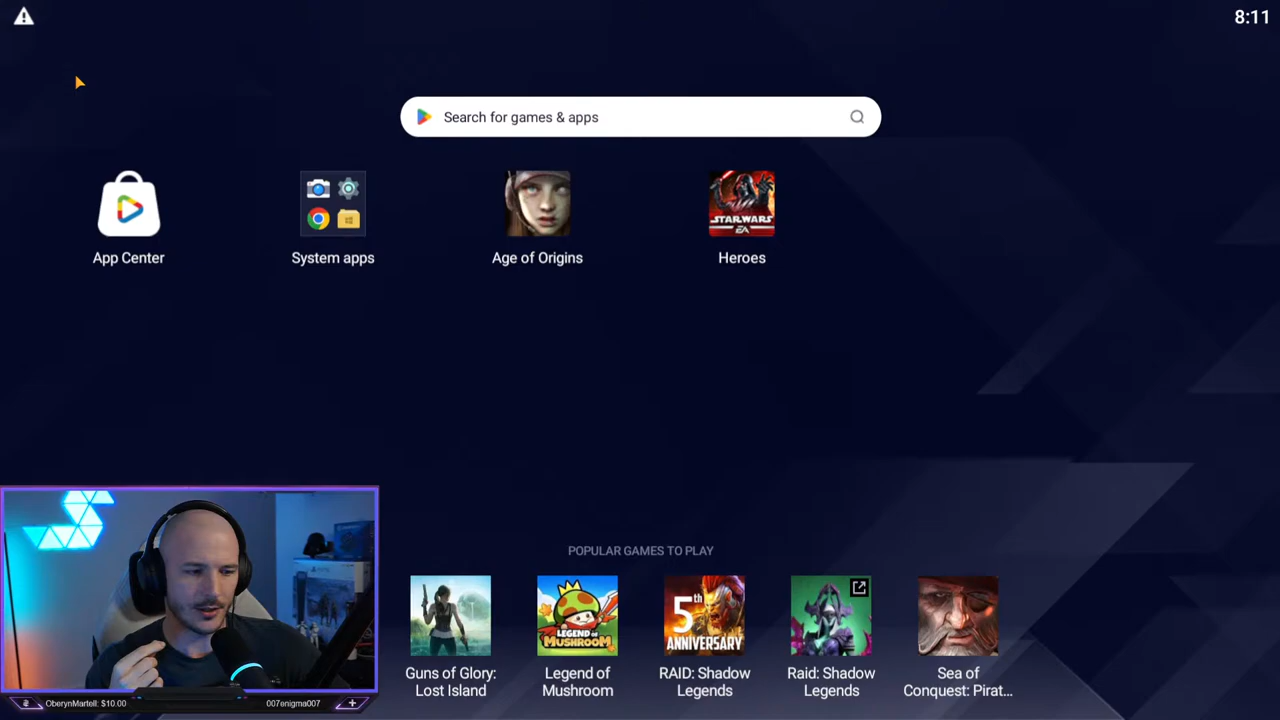 8:11
Search for games & apps
STAR WARS
EA
App Center
System apps
Age of Origins
Heroes
POPULAR GAMES TO PLAY
LEGEND OF
MUSHROOM
5th
ANNIVERSARY
Guns of Glory:
Lost Island
Legend of
Mushroom
RAID: Shadow
Legends
Raid: Shadow
Legends
Sea of
Conquest: Pirat...
OberynMartell: $10.00
007enigma007